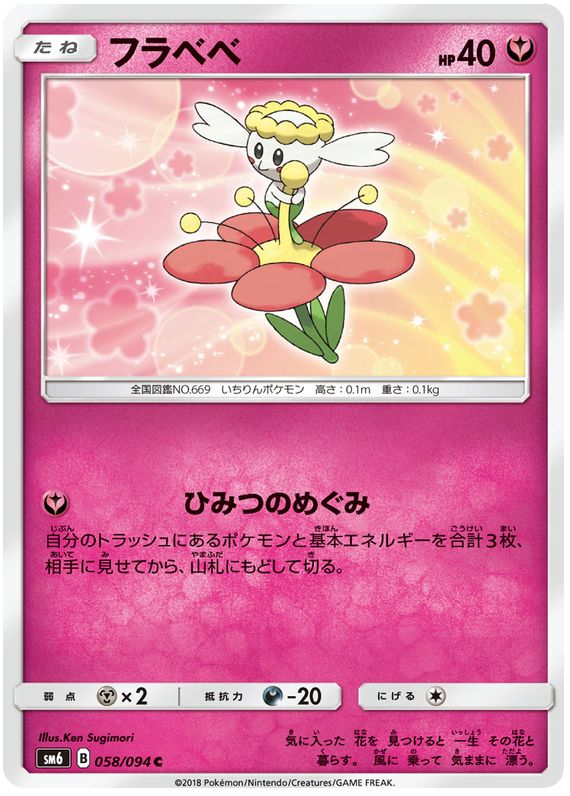 たね フラベベ HP40
全国図鑑NO.669 いちりんポケモン 高さ：0.1m 重さ：0.1kg
ひみつのめぐみ
自分のトラッシュにあるポケモンと基本エネルギーを合計3枚、
相手に見せてから、山札にもどして切る。
弱点 ×2 抵抗力 -20 にげる
Illus.Ken Sugimori
SM6 B 058/094 C
気に入った 花を 見つけると 一生 その花と
暮らす。 風に 乗って 気ままに 漂う。
©2018 Pokémon/Nintendo/Creatures/GAME FREAK.